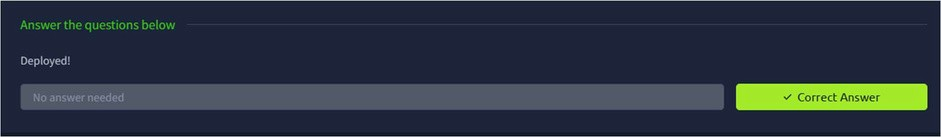 Answer the questions below
Deployed!
No answer needed
✓ Correct Answer